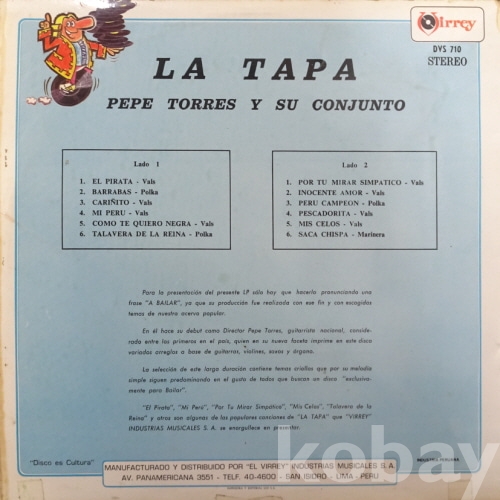 Virrey
DVS 710
STEREO
LA TAPA
PEPE TORRES Y SU CONJUNTO
Lado 1
1. EL PIRATA - Vals
2. BARRABAS - Polka
3. CARIÑITO - Vals
4. MI PERU - Vals
5. COMO TE QUIERO NEGRA - Vals
6. TALAVERA DE LA REINA - Polka
Lado 2
1. POR TU MIRAR SIMPATICO - Vals
2. INOCENTE AMOR - Vals
3. PERU CAMPEON - Polka
4. PESCADORITA - Vals
5. MIS CELOS - Vals
6. SACA CHISPA - Marinera
Para la presentación del presente LP sólo hay que hacerla pronunciando una
frase "A BAILAR", ya que su producción fue realizada con ese fin y con escogidos
temas de nuestro acervo popular.
En él hace su debut como Director Pepe Torres, guitarrista nacional, conside-
rado entre los primeros en el país, quien en su nueva faceta imprime en este disco
variados arreglos a base de guitarras, violines, saxos y órgano.
La selección de este larga duración contiene temas criollos que por su melodía
simple siguen predominando en el gusto de todos que buscan un disco "exclusiva-
mente para Bailar".
"El Pirata", "Mi Perú", "Por Tu Mirar Simpatico", "Mis Celos", "Talavera de la
Reina" y otros son algunos de los populares canciones de "LA TAPA" que "VIRREY"
INDUSTRIAS MUSICALES S.A. se enorgullece en presentar.
"Disco es Cultura"
INDUSTRIA PERUANA
MANUFACTURADO Y DISTRIBUIDO POR "EL VIRREY" INDUSTRIAS MUSICALES S. A.
AV. PANAMERICANA 3551 - TELF. 40-4600 - SAN ISIDRO - LIMA - PERU
kobay